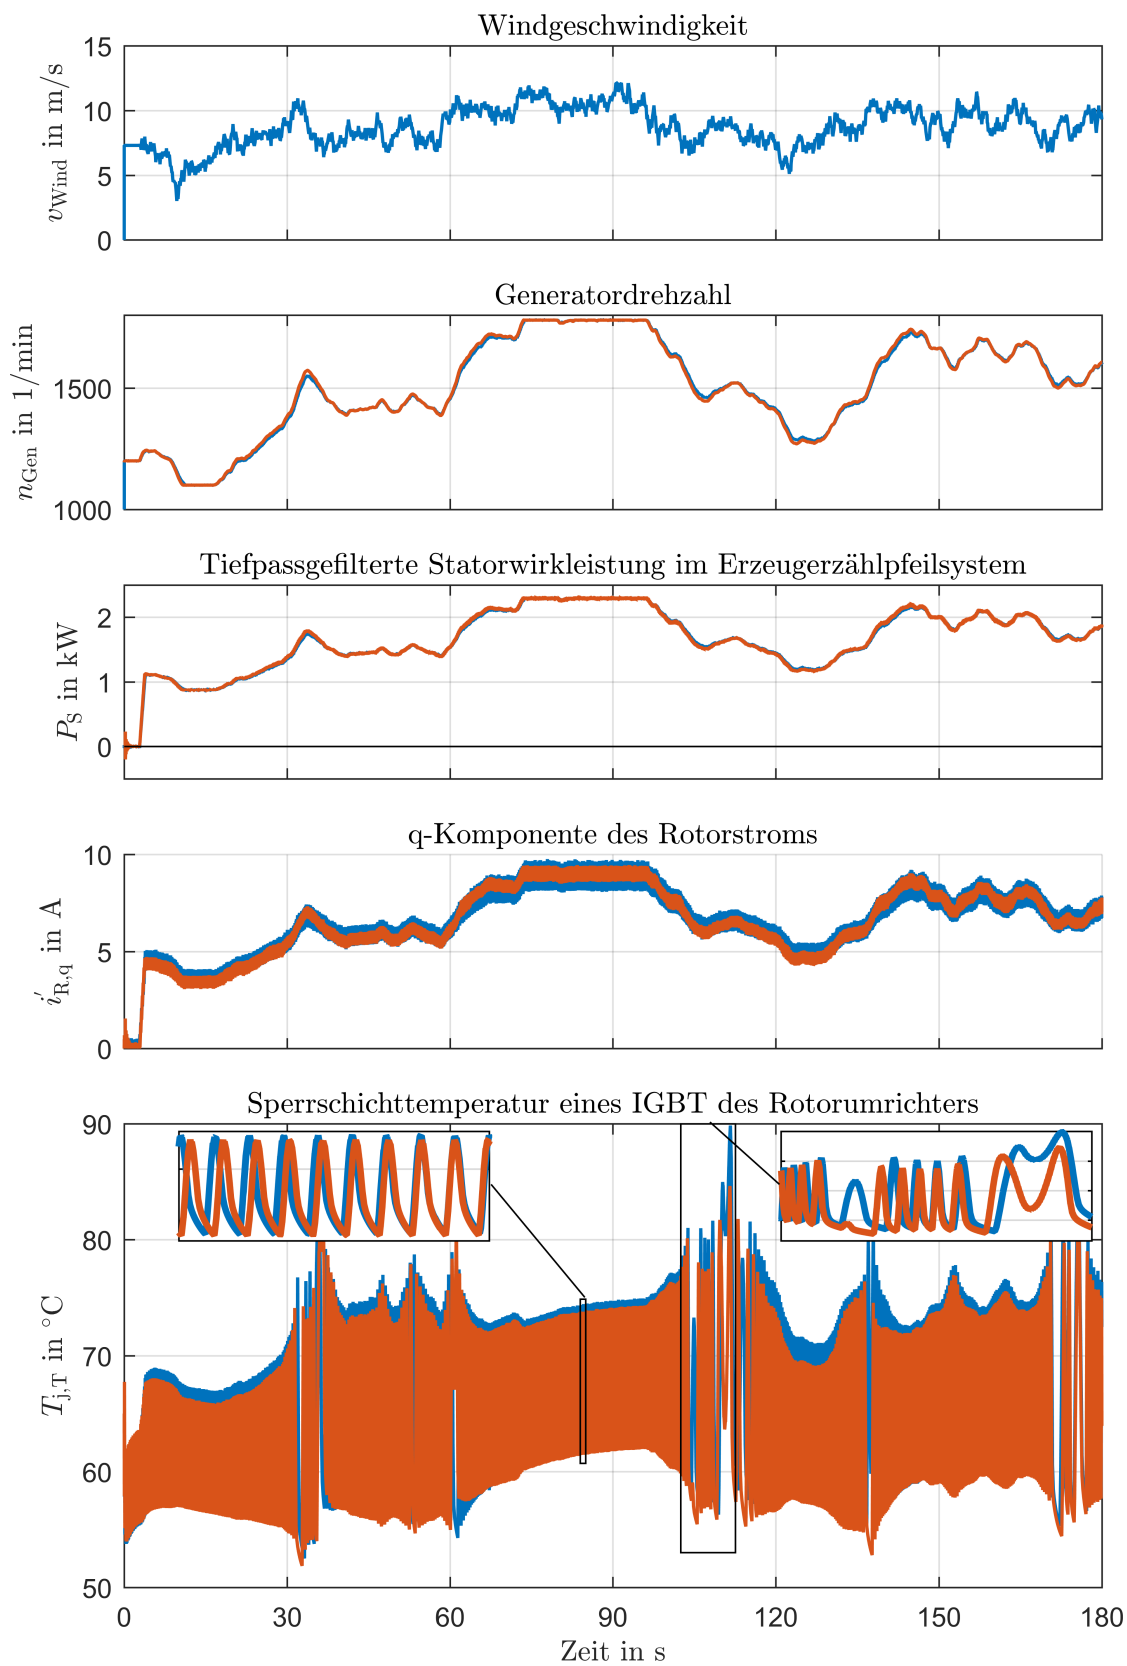 Windgeschwindigkeit
15
10
5
0
v_Wind in m/s
Generatordrehzahl
1500
1000
n_Gen in 1/min
Tiefpassgefilterte Statorwirkleistung im Erzeugerzählpfeilsystem
2
1
0
P_S in kW
q-Komponente des Rotorstroms
10
5
0
i'_R,q in A
Sperrschichttemperatur eines IGBT des Rotorumrichters
90
80
70
60
50
T_j,T in °C
0 30 60 90 120 150 180
Zeit in s